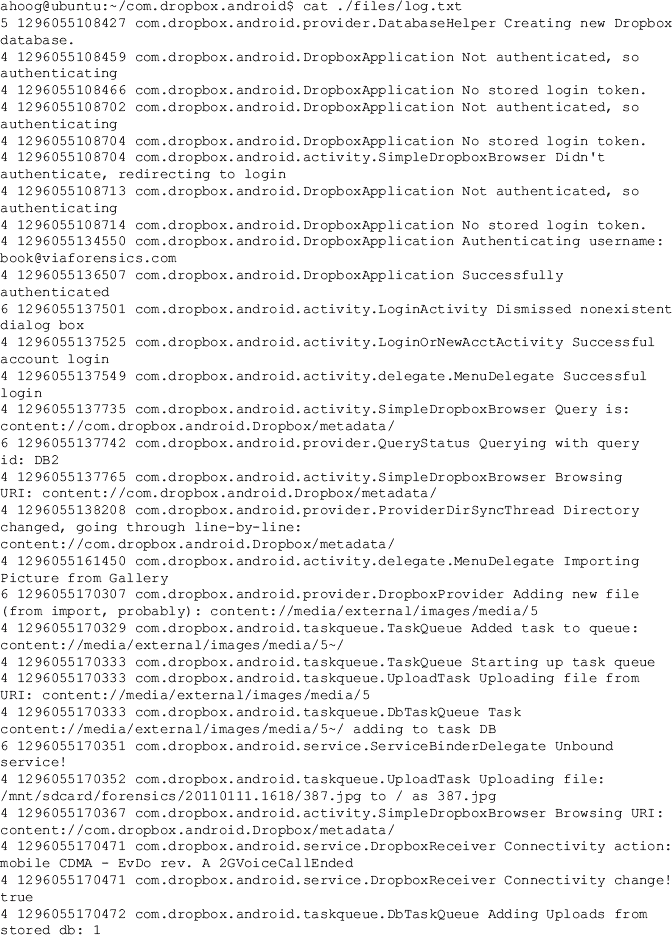 ahoog@ubuntu:~/com.dropbox.android$ cat ./files/log.txt
5 1296055108427 com.dropbox.android.provider.DatabaseHelper Creating new Dropbox
database.
4 1296055108459 com.dropbox.android.DropboxApplication Not authenticated, so
authenticating
4 1296055108466 com.dropbox.android.DropboxApplication No stored login token.
4 1296055108702 com.dropbox.android.DropboxApplication Not authenticated, so
authenticating
4 1296055108704 com.dropbox.android.DropboxApplication No stored login token.
4 1296055108704 com.dropbox.android.activity.SimpleDropboxBrowser Didn't
authenticate, redirecting to login
4 1296055108713 com.dropbox.android.DropboxApplication Not authenticated, so
authenticating
4 1296055108714 com.dropbox.android.DropboxApplication No stored login token.
4 1296055134550 com.dropbox.android.DropboxApplication Authenticating username:
book@viaforensics.com
4 1296055136507 com.dropbox.android.DropboxApplication Successfully
authenticated
6 1296055137501 com.dropbox.android.activity.LoginActivity Dismissed nonexistent
dialog box
4 1296055137525 com.dropbox.android.activity.LoginOrNewAcctActivity Successful
account login
4 1296055137549 com.dropbox.android.activity.delegate.MenuDelegate Successful
login
4 1296055137735 com.dropbox.android.activity.SimpleDropboxBrowser Query is:
content://com.dropbox.android.Dropbox/metadata/
6 1296055137742 com.dropbox.android.provider.QueryStatus Querying with query
id: DB2
4 1296055137765 com.dropbox.android.activity.SimpleDropboxBrowser Browsing
URI: content://com.dropbox.android.Dropbox/metadata/
4 1296055138208 com.dropbox.android.provider.ProviderDirSyncThread Directory
changed, going through line-by-line:
content://com.dropbox.android.Dropbox/metadata/
4 1296055161450 com.dropbox.android.activity.delegate.MenuDelegate Importing
Picture from Gallery
6 1296055170307 com.dropbox.android.provider.DropboxProvider Adding new file
(from import, probably): content://media/external/images/media/5
4 1296055170329 com.dropbox.android.taskqueue.TaskQueue Added task to queue:
content://media/external/images/media/5~/
4 1296055170333 com.dropbox.android.taskqueue.TaskQueue Starting up task queue
4 1296055170333 com.dropbox.android.taskqueue.UploadTask Uploading file from
URI: content://media/external/images/media/5
4 1296055170333 com.dropbox.android.taskqueue.DbTaskQueue Task
content://media/external/images/media/5~/ adding to task DB
6 1296055170351 com.dropbox.android.service.ServiceBinderDelegate Unbound
service!
4 1296055170352 com.dropbox.android.taskqueue.UploadTask Uploading file:
/mnt/sdcard/forensics/20110111.1618/387.jpg to / as 387.jpg
4 1296055170367 com.dropbox.android.activity.SimpleDropboxBrowser Browsing URI:
content://com.dropbox.android.Dropbox/metadata/
4 1296055170471 com.dropbox.android.service.DropboxReceiver Connectivity action:
mobile CDMA - EvDo rev. A 2GVoiceCallEnded
4 1296055170471 com.dropbox.android.service.DropboxReceiver Connectivity change!
true
4 1296055170472 com.dropbox.android.taskqueue.DbTaskQueue Adding Uploads from
stored db: 1